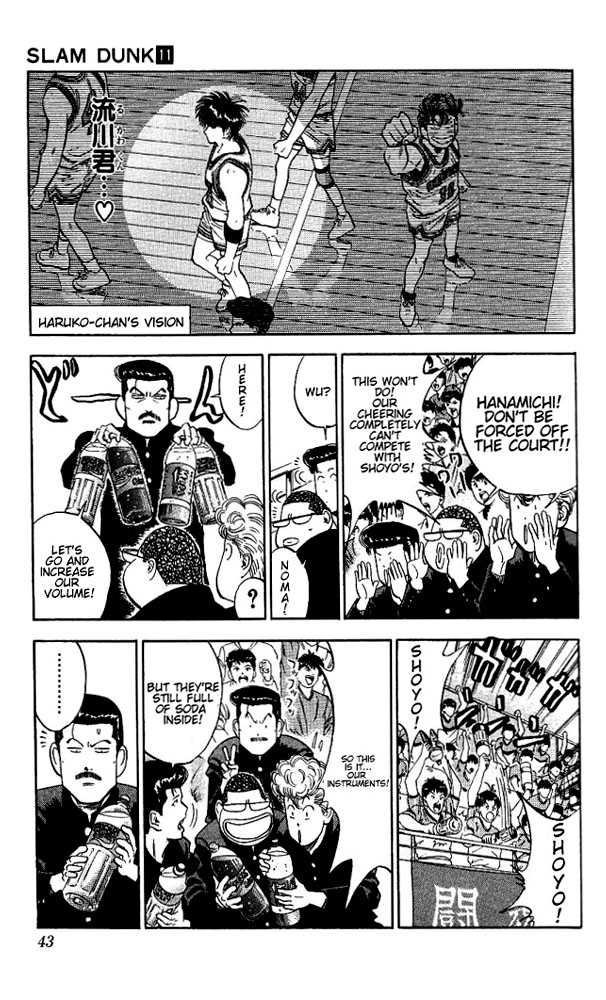 SLAM DUNK 11
流川君…♡
るかわくん
HARUKO-CHAN'S VISION
HANAMICHI!
DON'T BE
FORCED OFF
THE COURT!!
THIS WON'T
DO!
OUR
CHEERING
COMPLETELY
CAN'T
COMPETE
WITH
SHOYO'S!
WU?
NOMA!
HERE!
ど ー ん
LET'S
GO AND
INCREASE
OUR
VOLUME!
?
SHOYO!
SHOYO!
闘
SO THIS
IS IT...
OUR
INSTRUMENTS!
BUT THEY'RE
STILL FULL
OF SODA
INSIDE!
.........
43